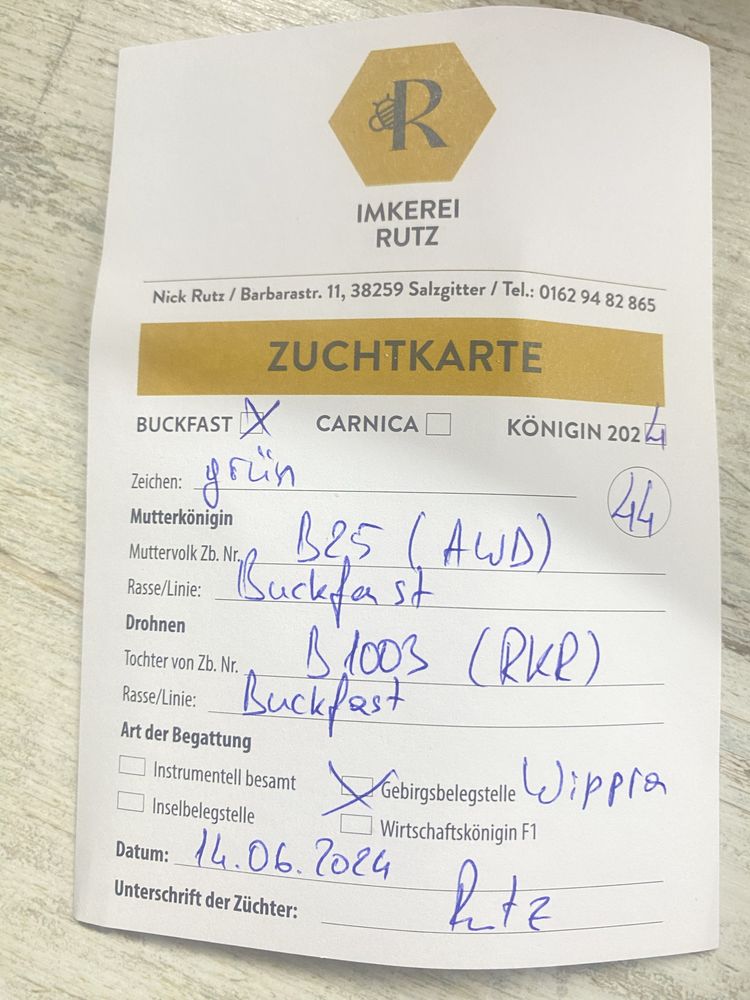 R
IMKEREI
RUTZ
Nick Rutz / Barbarastr. 11, 38259 Salzgitter / Tel.: 0162 94 82 865
ZUCHTKARTE
BUCKFAST X CARNICA KÖNIGIN 2024
Zeichen: grün
44
Mutterkönigin
Muttervolk Zb. Nr. B25 (AWD)
Rasse/Linie: Buckfast
Drohnen
Tochter von Zb. Nr. B1003 (RKR)
Rasse/Linie: Buckfast
Art der Begattung
Instrumentell besamt X Gebirgsbelegstelle Wippra
Inselbelegstelle Wirtschaftskönigin F1
Datum: 14.06.2024
Unterschrift der Züchter: Rutz